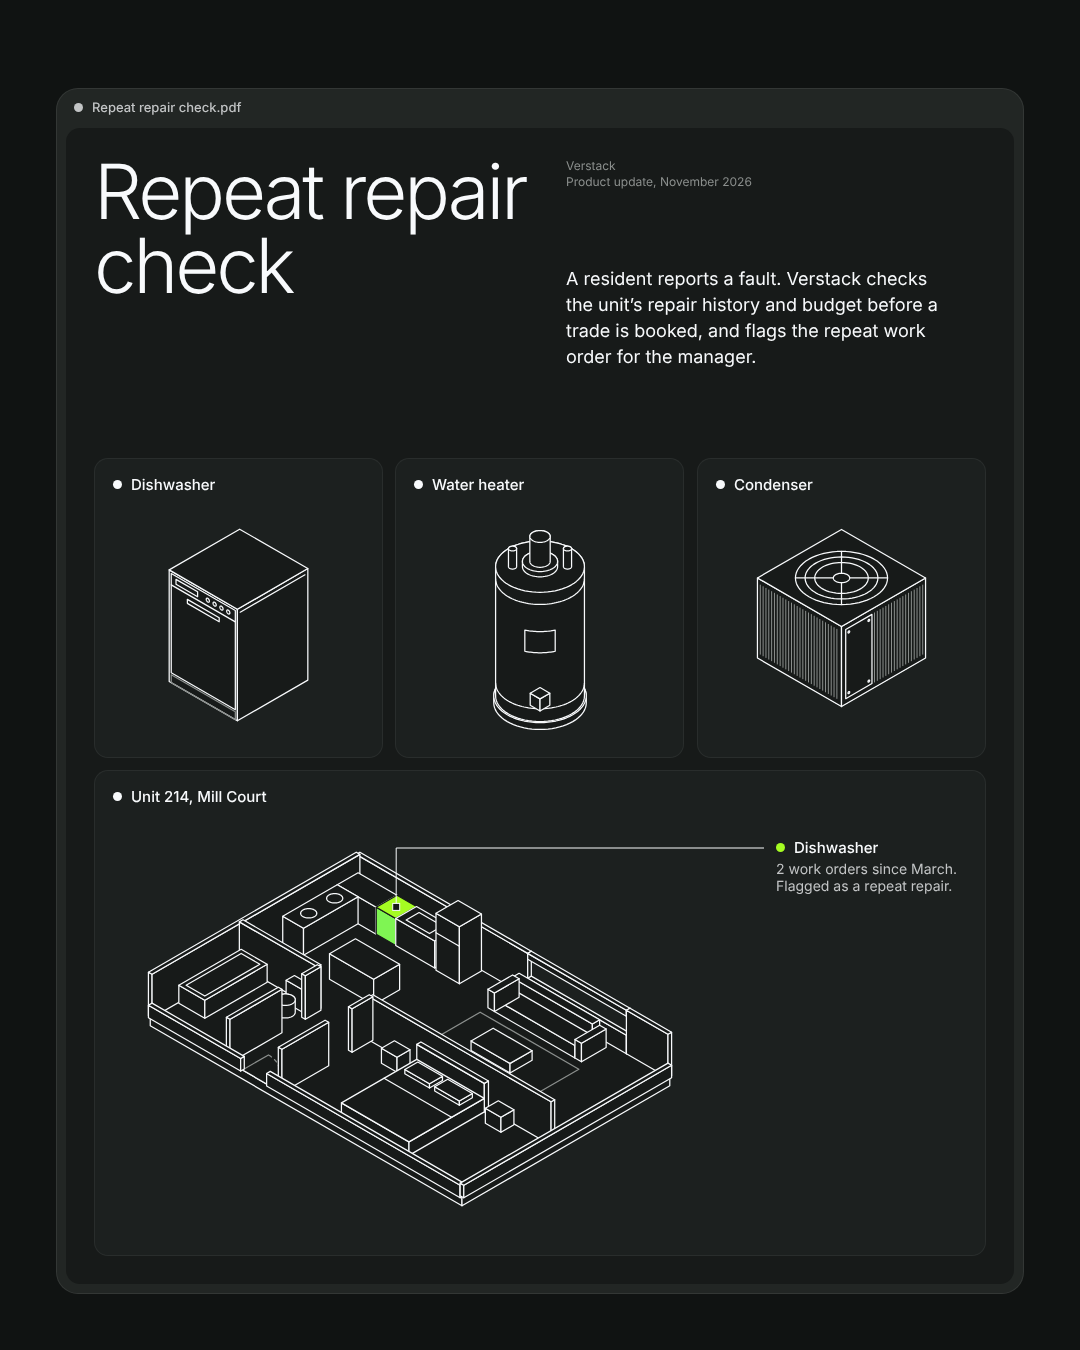 Repeat repair check.pdf
Repeat repair
check
Verstack
Product update, November 2026
A resident reports a fault. Verstack checks
the unit’s repair history and budget before a
trade is booked, and flags the repeat work
order for the manager.
Dishwasher
Water heater
Condenser
Unit 214, Mill Court
Dishwasher
2 work orders since March.
Flagged as a repeat repair.